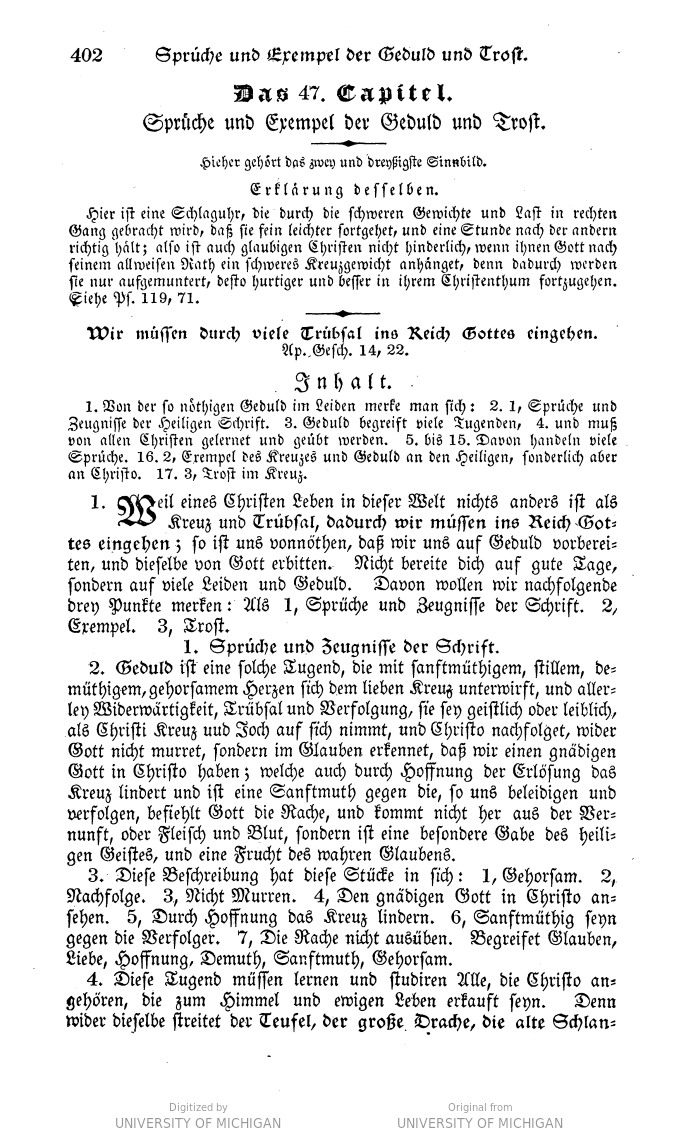 402 Sprüche und Exempel der Geduld und Trost.
Das 47. Capitel.
Sprüche und Exempel der Geduld und Trost.
Hieher gehört das zwey und dreyßigste Sinnbild.
Erklärung desselben.
Hier ist eine Schlaguhr, die durch die schweren Gewichte und Last in rechten
Gang gebracht wird, daß sie fein leichter fortgehet, und eine Stunde nach der andern
richtig hält; also ist auch glaubigen Christen nicht hinderlich, wenn ihnen Gott nach
seinem allweisen Rath ein schweres Kreuzgewicht anhänget, denn dadurch werden
sie nur aufgemuntert, desto hurtiger und besser in ihrem Christenthum fortzugehen.
Siehe Ps. 119, 71.
Wir müssen durch viele Trübsal ins Reich Gottes eingehen.
Ap. Gesch. 14, 22.
Inhalt.
1. Von der so nöthigen Geduld im Leiden merke man sich: 2. 1, Sprüche und
Zeugnisse der Heiligen Schrift. 3. Geduld begreift viele Tugenden, 4. und muß
von allen Christen gelernet und geübt werden. 5. bis 15. Davon handeln viele
Sprüche. 16. 2, Exempel des Kreuzes und Geduld an den Heiligen, sonderlich aber
an Christo. 17. 3, Trost im Kreuz.
1. Weil eines Christen Leben in dieser Welt nichts anders ist als
Kreuz und Trübsal, dadurch wir müssen ins Reich Got-
tes eingehen; so ist uns vonnöthen, daß wir uns auf Geduld vorberei-
ten, und dieselbe von Gott erbitten. Nicht bereite dich auf gute Tage,
sondern auf viele Leiden und Geduld. Davon wollen wir nachfolgende
drey Punkte merken: Als 1, Sprüche und Zeugnisse der Schrift. 2,
Exempel. 3, Trost.
1. Sprüche und Zeugnisse der Schrift.
2. Geduld ist eine solche Tugend, die mit sanftmüthigem, stillem, de-
müthigem, gehorsamem Herzen sich dem lieben Kreuz unterwirft, und aller-
ley Widerwärtigkeit, Trübsal und Verfolgung, sie sey geistlich oder leiblich,
als Christi Kreuz uud Joch auf sich nimmt, und Christo nachfolget, wider
Gott nicht murret, sondern im Glauben erkennet, daß wir einen gnädigen
Gott in Christo haben; welche auch durch Hoffnung der Erlösung das
Kreuz lindert und ist eine Sanftmuth gegen die, so uns beleidigen und
verfolgen, befiehlt Gott die Rache, und kommt nicht her aus der Ver-
nunft, oder Fleisch und Blut, sondern ist eine besondere Gabe des heili-
gen Geistes, und eine Frucht des wahren Glaubens.
3. Diese Beschreibung hat diese Stücke in sich: 1, Gehorsam. 2,
Nachfolge. 3, Nicht Murren. 4, Den gnädigen Gott in Christo an-
sehen. 5, Durch Hoffnung das Kreuz lindern. 6, Sanftmüthig seyn
gegen die Verfolger. 7, Die Rache nicht ausüben. Begreifet Glauben,
Liebe, Hoffnung, Demuth, Sanftmuth, Gehorsam.
4. Diese Tugend müssen lernen und studiren Alle, die Christo an-
gehören, die zum Himmel und ewigen Leben erkauft seyn. Denn
wider dieselbe streitet der Teufel, der große Drache, die alte Schlan-
Digitized by
UNIVERSITY OF MICHIGAN
Original from
UNIVERSITY OF MICHIGAN